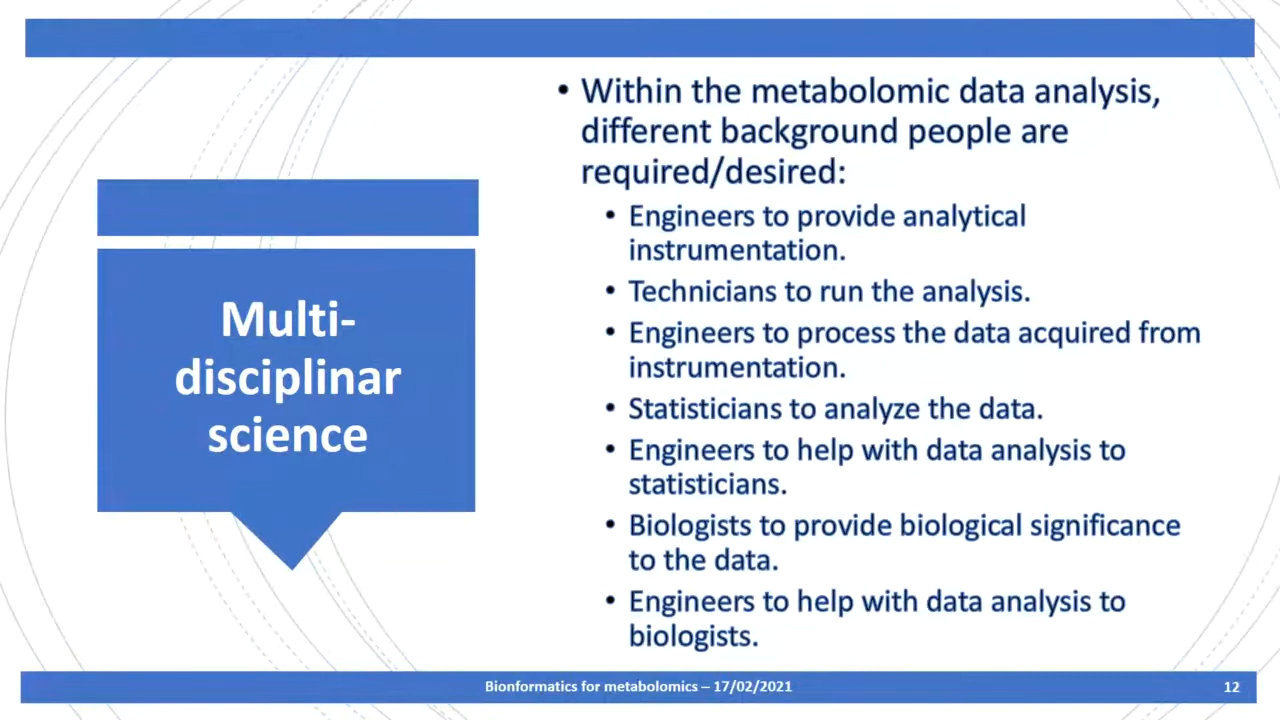 Multi-
disciplinar
science
• Within the metabolomic data analysis,
different background people are
required/desired:
• Engineers to provide analytical
instrumentation.
• Technicians to run the analysis.
• Engineers to process the data acquired from
instrumentation.
• Statisticians to analyze the data.
• Engineers to help with data analysis to
statisticians.
• Biologists to provide biological significance
to the data.
• Engineers to help with data analysis to
biologists.
Bionformatics for metabolomics – 17/02/2021
12